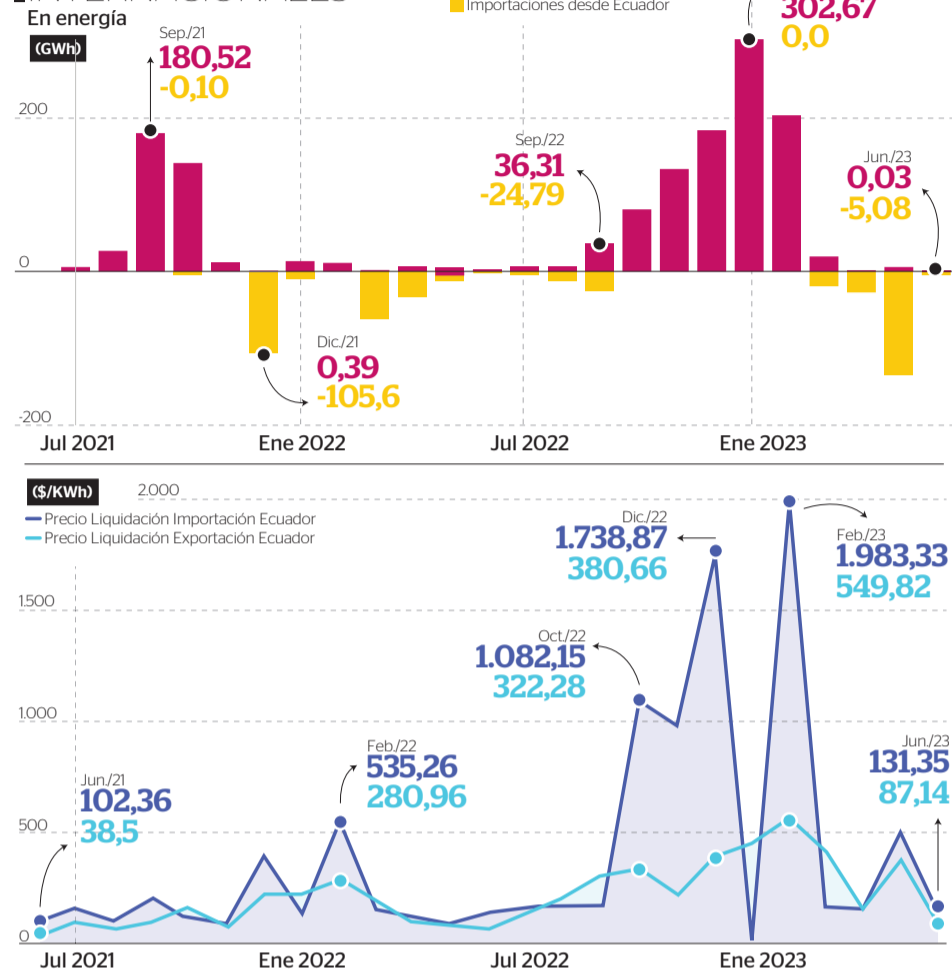 INTERNACIONALES
En energía
(GWh)
Importaciones desde Ecuador
Sep./21
180,52
-0,10
302,67
0,0
200
Sep./22
36,31
-24,79
Jun./23
0,03
-5,08
0
Dic./21
0,39
-105,6
-200
Jul 2021
Ene 2022
Jul 2022
Ene 2023
($/KWh)
2.000
Precio Liquidación Importación Ecuador
Precio Liquidación Exportación Ecuador
Dic./22
1.738,87
380,66
Feb./23
1.983,33
549,82
1.500
Oct./22
1.082,15
322,28
1.000
Feb./22
535,26
280,96
Jun./23
131,35
87,14
Jun./21
102,36
38,5
500
0
Jul 2021
Ene 2022
Jul 2022
Ene 2023